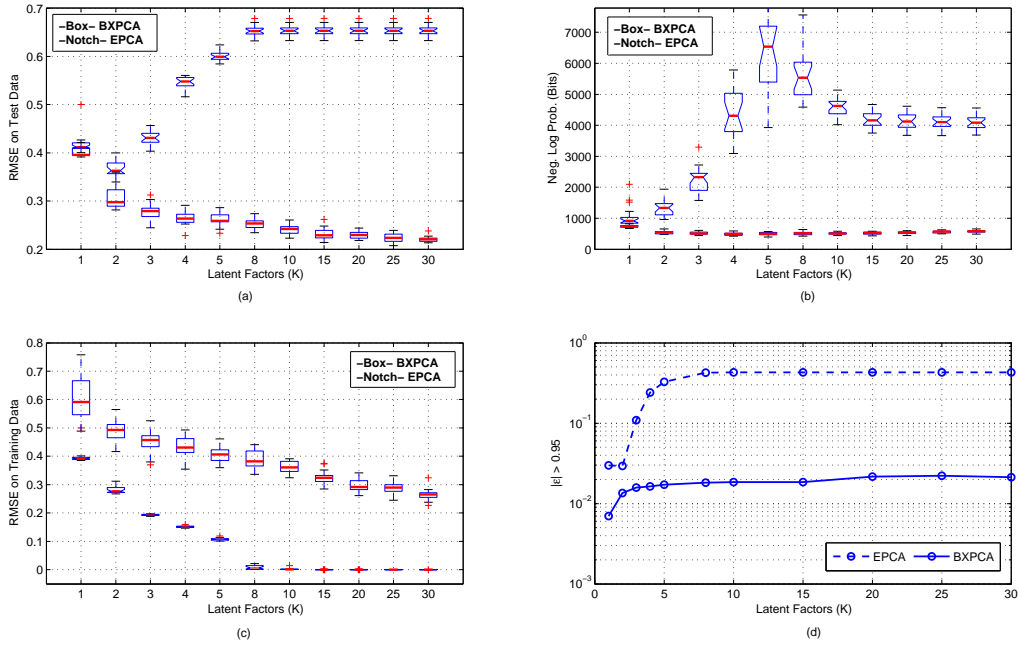 –Box– BXPCA
–Notch– EPCA
RMSE on Test Data
0.7
0.6
0.5
0.4
0.3
0.2
1 2 3 4 5 8 10 15 20 25 30
Latent Factors (K)
(a)
–Box– BXPCA
–Notch– EPCA
Neg. Log Prob. (Bits)
7000
6000
5000
4000
3000
2000
1000
0
1 2 3 4 5 8 10 15 20 25 30
Latent Factors (K)
(b)
–Box– BXPCA
–Notch– EPCA
RMSE on Training Data
0.8
0.7
0.6
0.5
0.4
0.3
0.2
0.1
0
1 2 3 4 5 8 10 15 20 25 30
Latent Factors (K)
(c)
|ε| > 0.95
10^0
10^-1
10^-2
10^-3
EPCA BXPCA
0 5 10 15 20 25 30
Latent Factors (K)
(d)